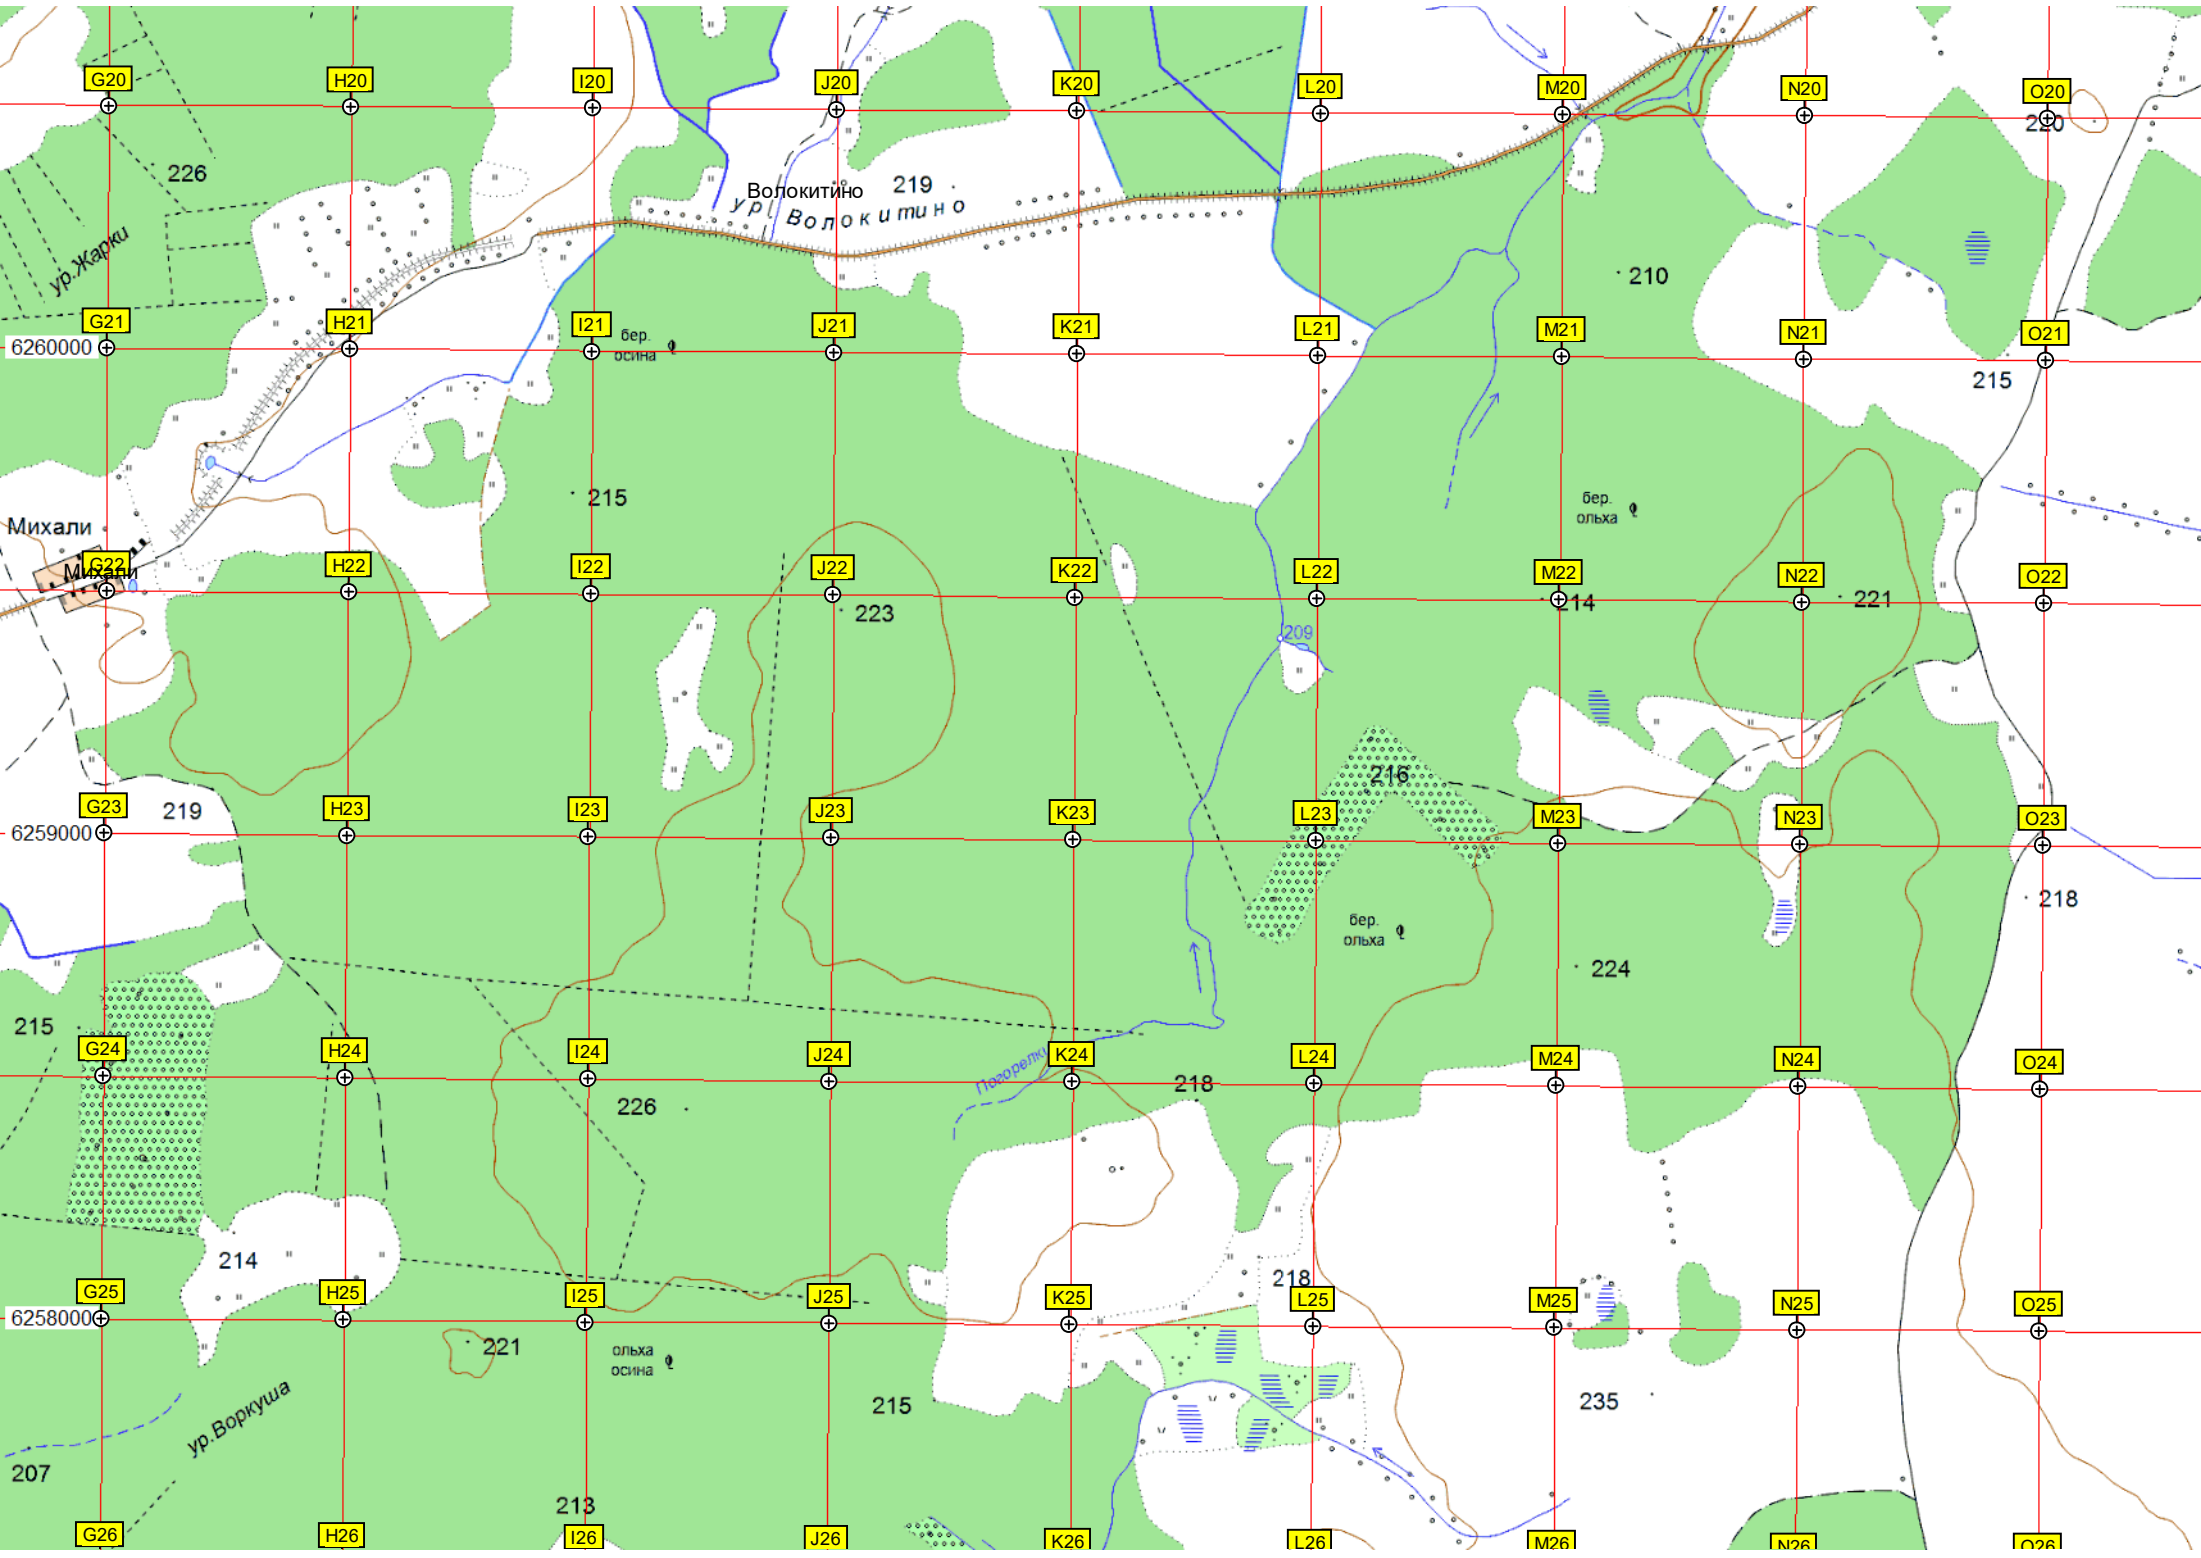 G20
H20
I20
J20
K20
L20
M20
N20
O20
220
226
Волокитино
219
ур. Волокитино
ур.Жарки
210
G21
H21
I21
J21
K21
L21
M21
N21
O21
6260000
бер.
осина
215
215
бер.
ольха
Михали
G22
H22
I22
J22
K22
L22
M22
N22
O22
Михали
223
214
221
209
216
G23
H23
I23
J23
K23
L23
M23
N23
O23
219
6259000
218
бер.
ольха
224
215
G24
H24
I24
J24
K24
L24
M24
N24
O24
Погорелки
218
226
214
218
G25
H25
I25
J25
K25
L25
M25
N25
O25
6258000
221
ольха
осина
215
235
ур.Воркуша
207
213
G26
H26
I26
J26
K26
L26
M26
N26
O26